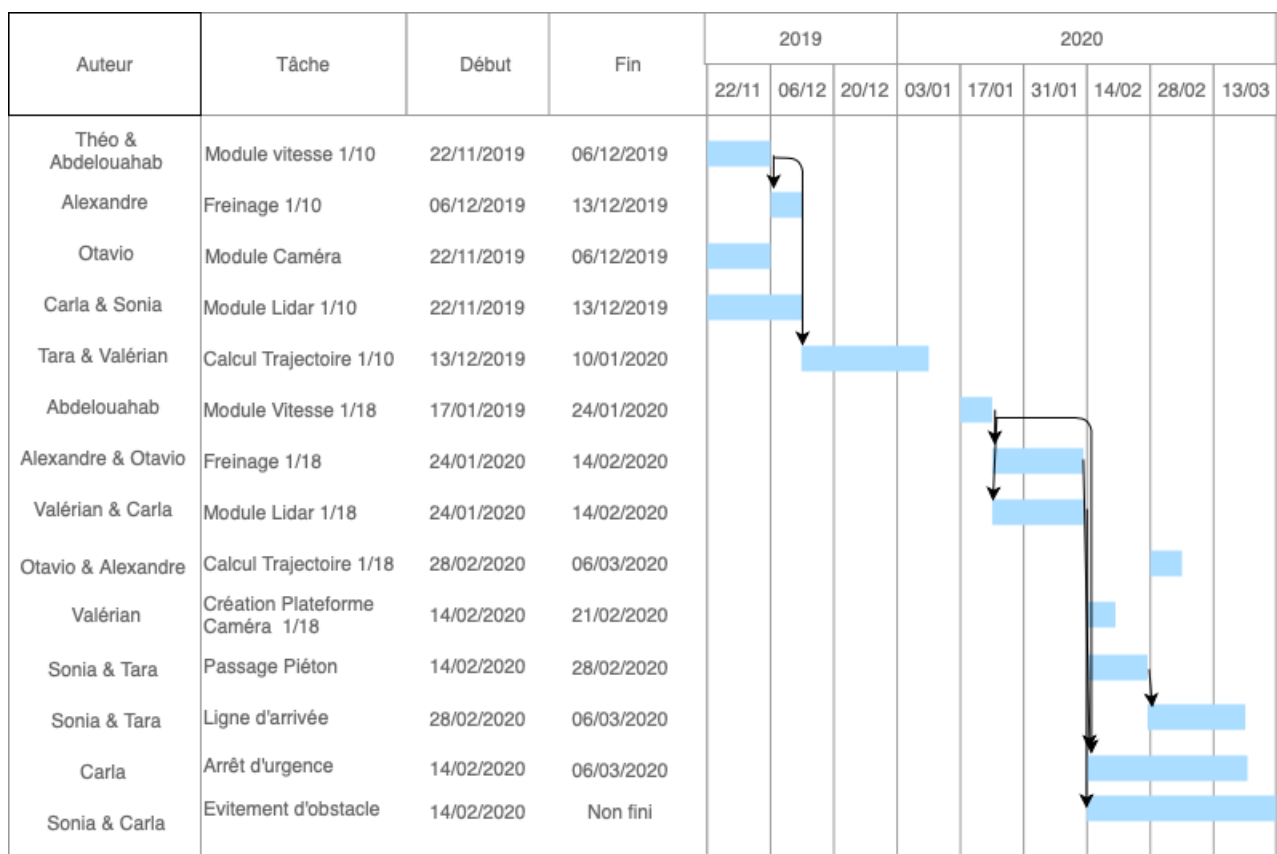 Auteur Tâche Début Fin 2019 2020
22/11 06/12 20/12 03/01 17/01 31/01 14/02 28/02 13/03
Théo &
Abdelouahab Module vitesse 1/10 22/11/2019 06/12/2019
Alexandre Freinage 1/10 06/12/2019 13/12/2019
Otavio Module Caméra 22/11/2019 06/12/2019
Carla & Sonia Module Lidar 1/10 22/11/2019 13/12/2019
Tara & Valérian Calcul Trajectoire 1/10 13/12/2019 10/01/2020
Abdelouahab Module Vitesse 1/18 17/01/2019 24/01/2020
Alexandre & Otavio Freinage 1/18 24/01/2020 14/02/2020
Valérian & Carla Module Lidar 1/18 24/01/2020 14/02/2020
Otavio & Alexandre Calcul Trajectoire 1/18 28/02/2020 06/03/2020
Valérian Création Plateforme
Caméra 1/18 14/02/2020 21/02/2020
Sonia & Tara Passage Piéton 14/02/2020 28/02/2020
Sonia & Tara Ligne d'arrivée 28/02/2020 06/03/2020
Carla Arrêt d'urgence 14/02/2020 06/03/2020
Sonia & Carla Evitement d'obstacle 14/02/2020 Non fini